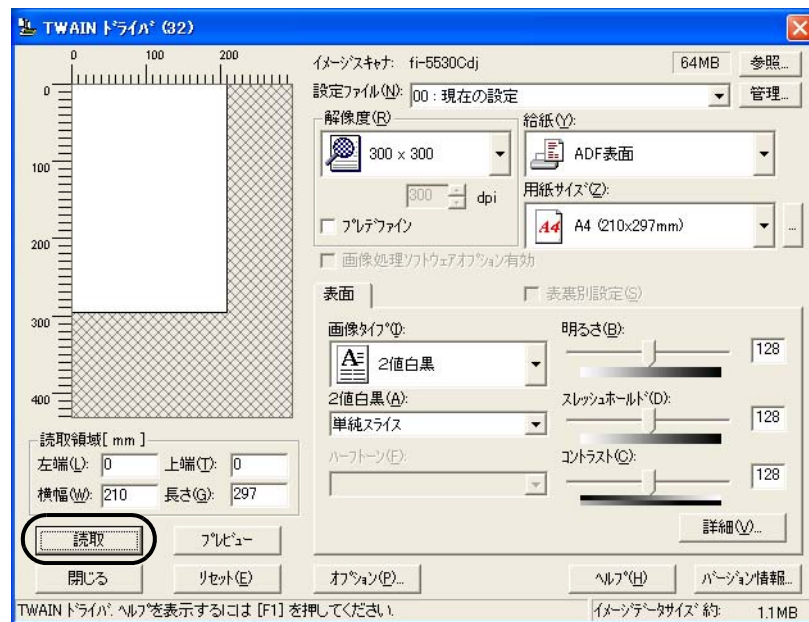 TWAIN ﾄﾞﾗｲﾊﾞ (32)
0 100 200
0
100
200
300
400
ｲﾒｰｼﾞｽｷｬﾅ: fi-5530Cdj 64MB 参照...
設定ﾌｧｲﾙ(N): 00 : 現在の設定 管理...
解像度(R)
300 × 300
300 dpi
ﾌﾟﾚﾃﾞﾌｧｲﾝ
給紙(Y):
ADF表面
用紙ｻｲｽﾞ(Z):
A4 A4 (210x297mm) ...
画像処理ｿﾌﾄｳｪｱｵﾌﾟｼｮﾝ有効
表面 表裏別設定(S)
画像ﾀｲﾌﾟ(I):
A 2値白黒
2値白黒(A):
単純ｽﾗｲｽ
ﾊｰﾌﾄｰﾝ(F):
明るさ(B):
128
ｽﾚｯｼｭﾎｰﾙﾄﾞ(D):
128
ｺﾝﾄﾗｽﾄ(C):
128
詳細(V)...
読取領域[ mm ]
左端(L): 0 上端(T): 0
横幅(W): 210 長さ(G): 297
読取 ﾌﾟﾚﾋﾞｭｰ
閉じる ﾘｾｯﾄ(E) ｵﾌﾟｼｮﾝ(P)... ﾍﾙﾌﾟ(H) ﾊﾞｰｼﾞｮﾝ情報...
TWAIN ﾄﾞﾗｲﾊﾞ. ﾍﾙﾌﾟを表示するには [F1] を押してください. ｲﾒｰｼﾞﾃﾞｰﾀｻｲｽﾞ 約: 1.1MB